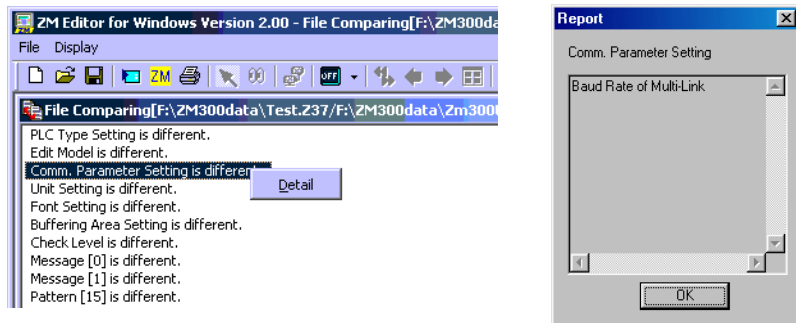 ZM Editor for Windows Version 2.00 - File Comparing[F:\ZM300da
File Display
ZM
OFF
File Comparing[F:\ZM300data\Test.Z37/F:\ZM300data\Zm300
PLC Type Setting is different.
Edit Model is different.
Comm. Parameter Setting is different.
Detail
Unit Setting is different.
Font Setting is different.
Buffering Area Setting is different.
Check Level is different.
Message [0] is different.
Message [1] is different.
Pattern [15] is different.
Report
Comm. Parameter Setting
Baud Rate of Multi-Link
OK